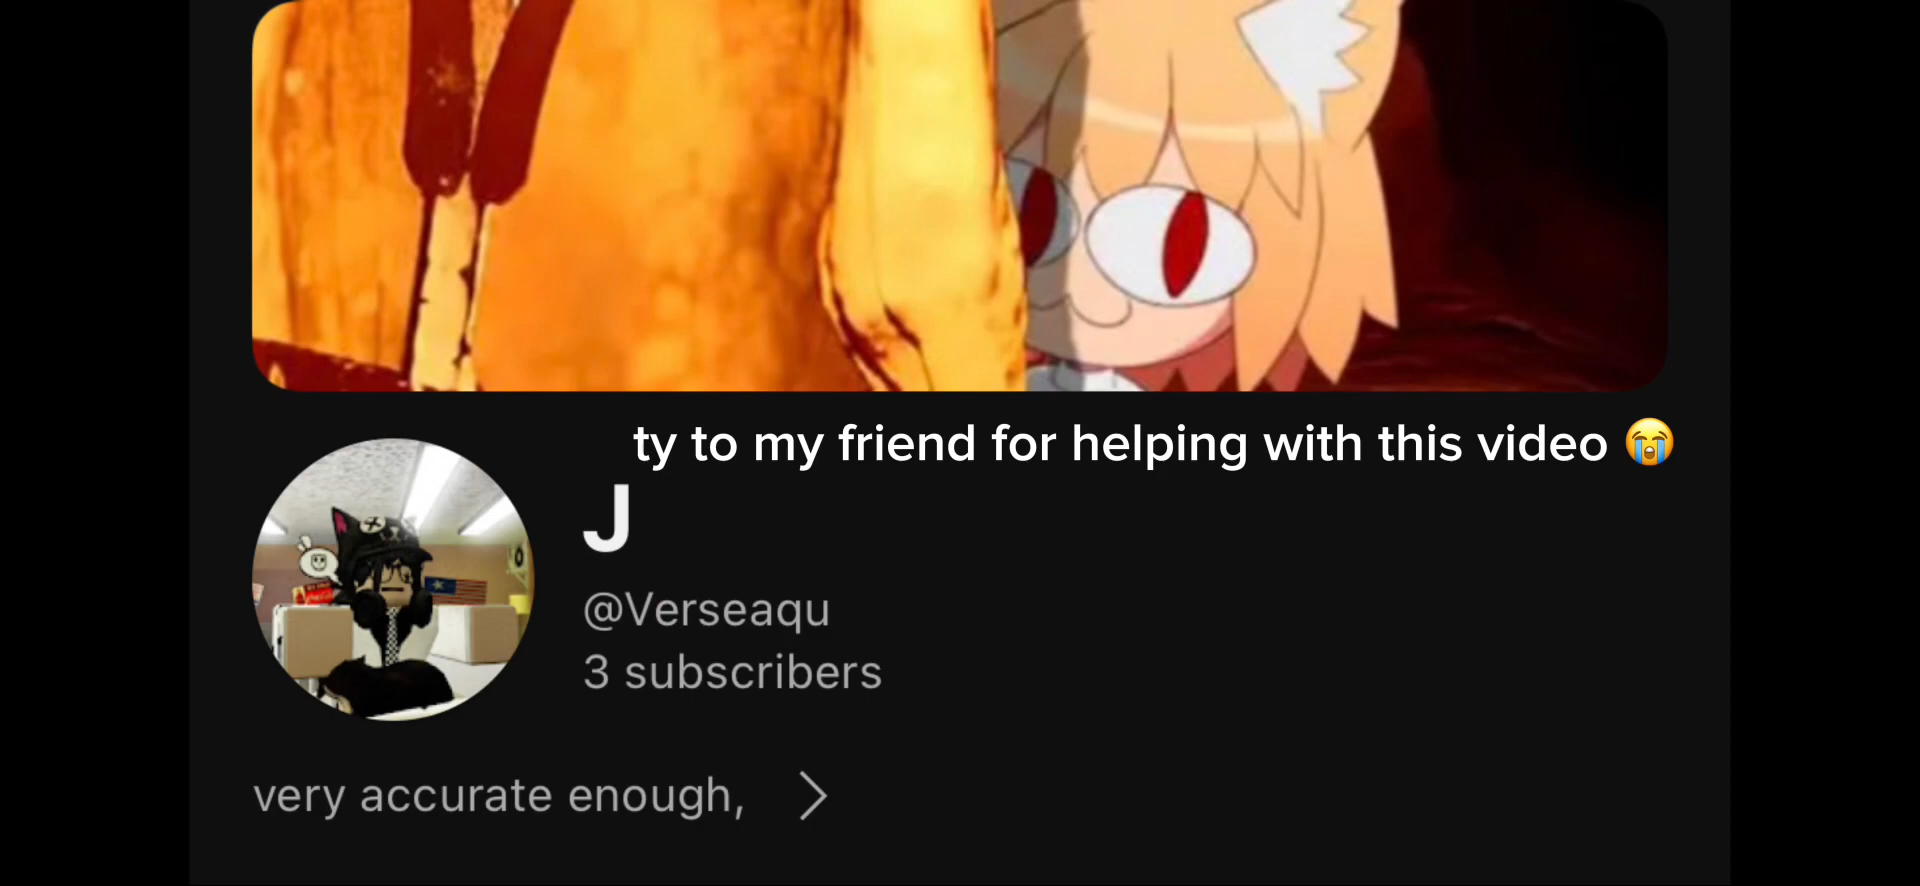 ty to my friend for helping with this video 😭
J
@Verseaqu
3 subscribers
very accurate enough,